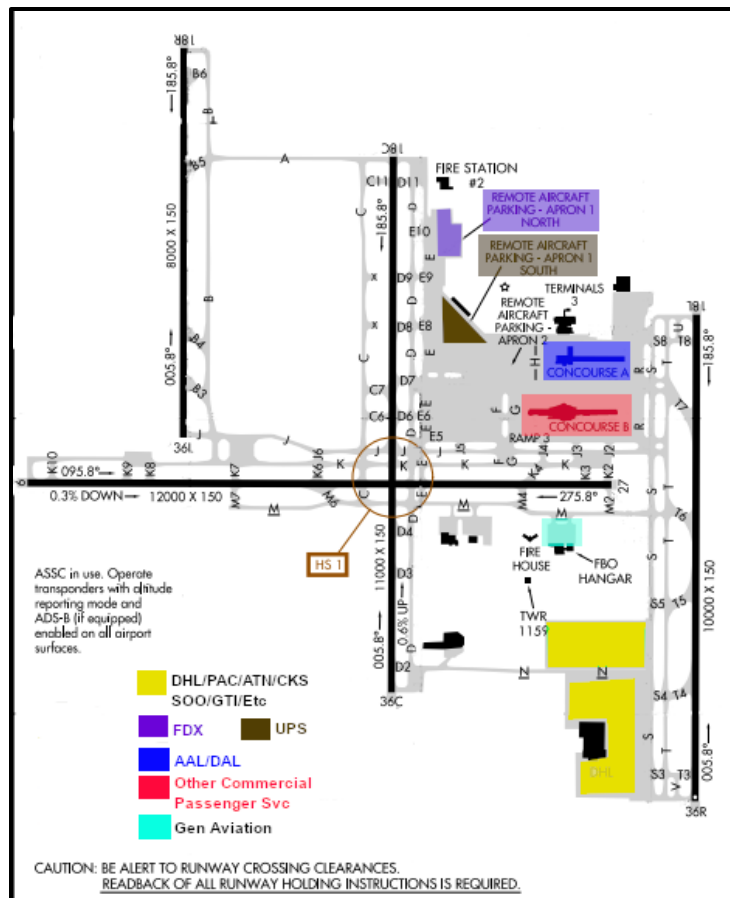 18R
B6
185.8°
B
A
B5
8000 X 150
B
B4
005.8°
B3
36L
J
J
18C
C11
D11
C
D
185.8°
E10
E
X
D9
E9
D
X
D8
E8
C
D
E
C7
D7
E
C6
D6
E6
E
D
E5
FIRE STATION
#2
REMOTE AIRCRAFT
PARKING - APRON 1
NORTH
REMOTE AIRCRAFT
PARKING - APRON 1
SOUTH
TERMINALS
3
REMOTE
AIRCRAFT
PARKING -
APRON 2
H
CONCOURSE A
F
G
CONCOURSE B
RAMP 3
R
R
18L
U
S8
T8
S
T
185.8°
T7
J6
J
J
J
J5
J4
J3
J2
K10
095.8°
K9
K8
K7
K6
K
K
E
K
F
G
K4
K
K3
K2
9
0.3% DOWN
12000 X 150
M7
M
M6
C
E
M
M4
275.8°
M2
27
S
T
M
T6
D
HS 1
11000 X 150
D4
D3
0.6% UP
005.8°
D
D2
36C
FIRE
HOUSE
FBO
HANGAR
TWR
1159
S
T
S5
T5
10000 X 150
IZ
IZ
S4
T4
S
T
005.8°
DHL
S3
T3
V
36R
ASSC in use. Operate
transponders with altitude
reporting mode and
ADS-B (if equipped)
enabled on all airport
surfaces.
DHL/PAC/ATN/CKS
SOO/GTI/Etc
FDX
UPS
AAL/DAL
Other Commercial
Passenger Svc
Gen Aviation
CAUTION: BE ALERT TO RUNWAY CROSSING CLEARANCES.
READBACK OF ALL RUNWAY HOLDING INSTRUCTIONS IS REQUIRED.